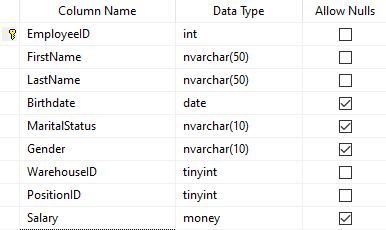 Column Name Data Type Allow Nulls
EmployeeID int
FirstName nvarchar(50)
LastName nvarchar(50)
Birthdate date
MaritalStatus nvarchar(10)
Gender nvarchar(10)
WarehouseID tinyint
PositionID tinyint
Salary money